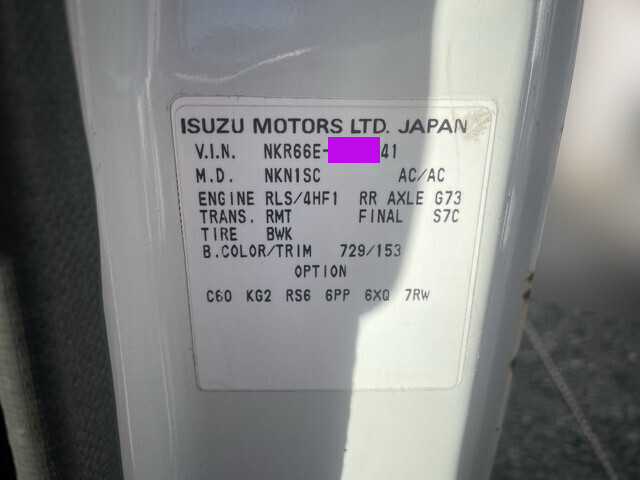 ISUZU MOTORS LTD. JAPAN
V.I.N. NKR66E- 41
M.D. NKN1SC AC/AC
ENGINE RLS/4HF1 RR AXLE G73
TRANS. RMT FINAL S7C
TIRE BWK
B.COLOR/TRIM 729/153
OPTION
C60 KG2 RS6 6PP 6XQ 7RW